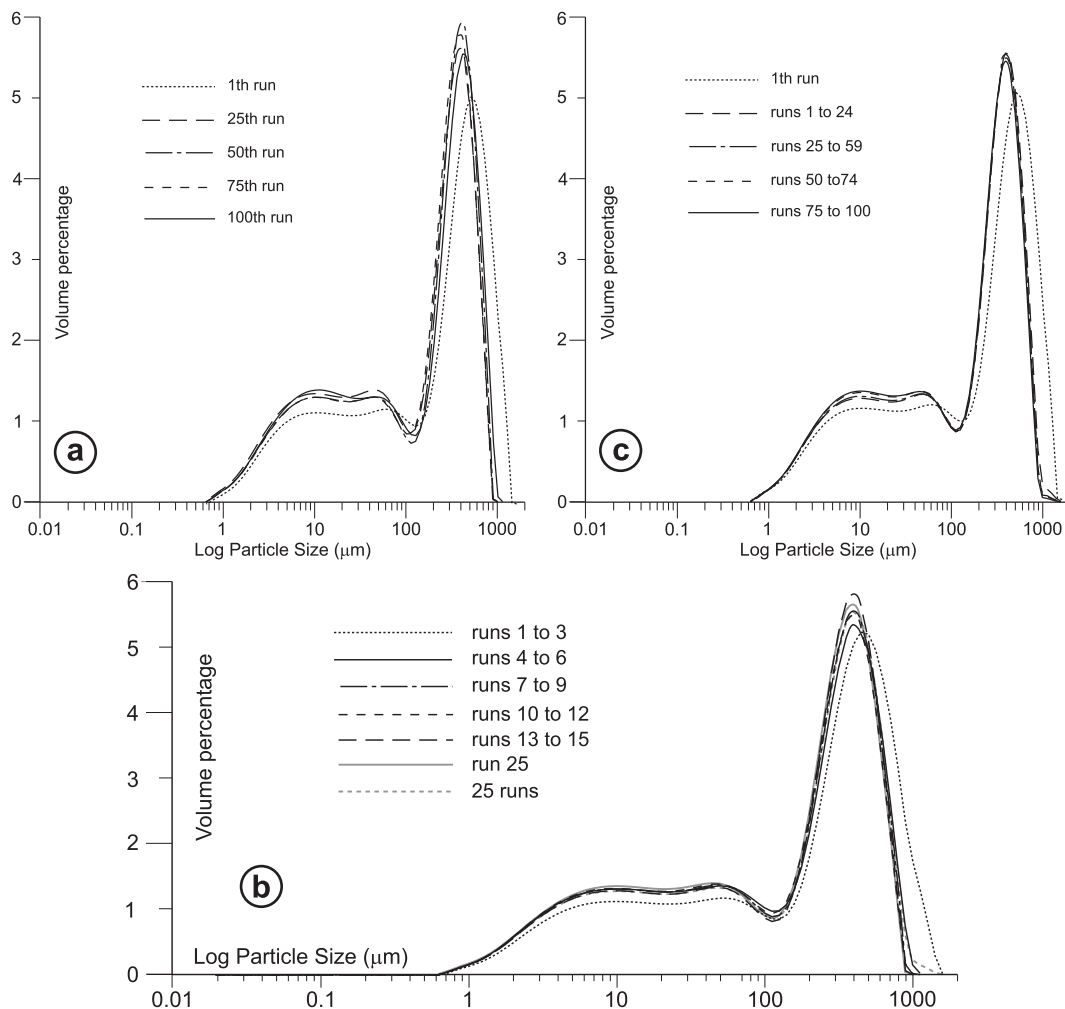 6
5
4
3
2
1
0
Volume percentage
1th run
25th run
50th run
75th run
100th run
a
0.01 0.1 1 10 100 1000
Log Particle Size (μm)
6
5
4
3
2
1
0
Volume percentage
1th run
runs 1 to 24
runs 25 to 59
runs 50 to74
runs 75 to 100
c
0.01 0.1 1 10 100 1000
Log Particle Size (μm)
6
5
4
3
2
1
0
Volume percentage
runs 1 to 3
runs 4 to 6
runs 7 to 9
runs 10 to 12
runs 13 to 15
run 25
25 runs
b
Log Particle Size (μm)
0.01 0.1 1 10 100 1000